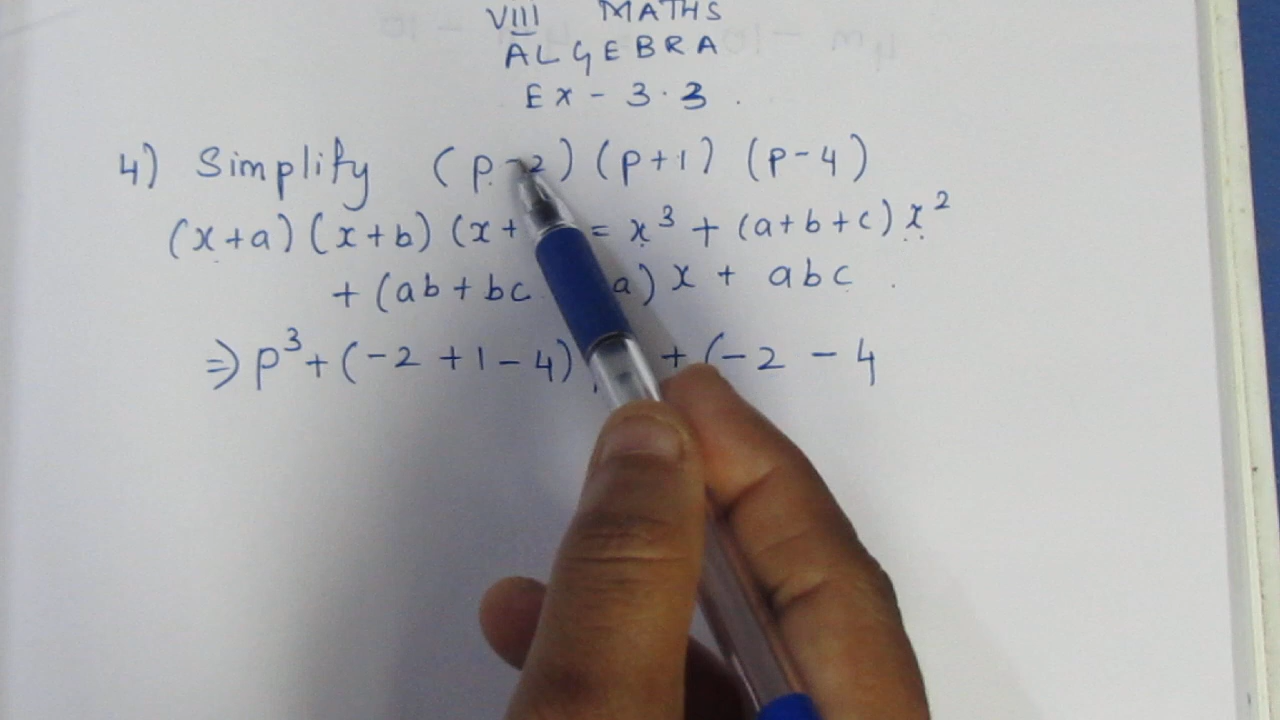 VIII MATHS
ALGEBRA
EX - 3.3.
4) Simplify (p-2) (p+1) (p-4)
(x+a) (x+b) (x+ = x³ + (a+b+c) x²
+ (ab + bc a) x + abc.
⇒ p³ + (-2 +1 -4) + (-2 -4